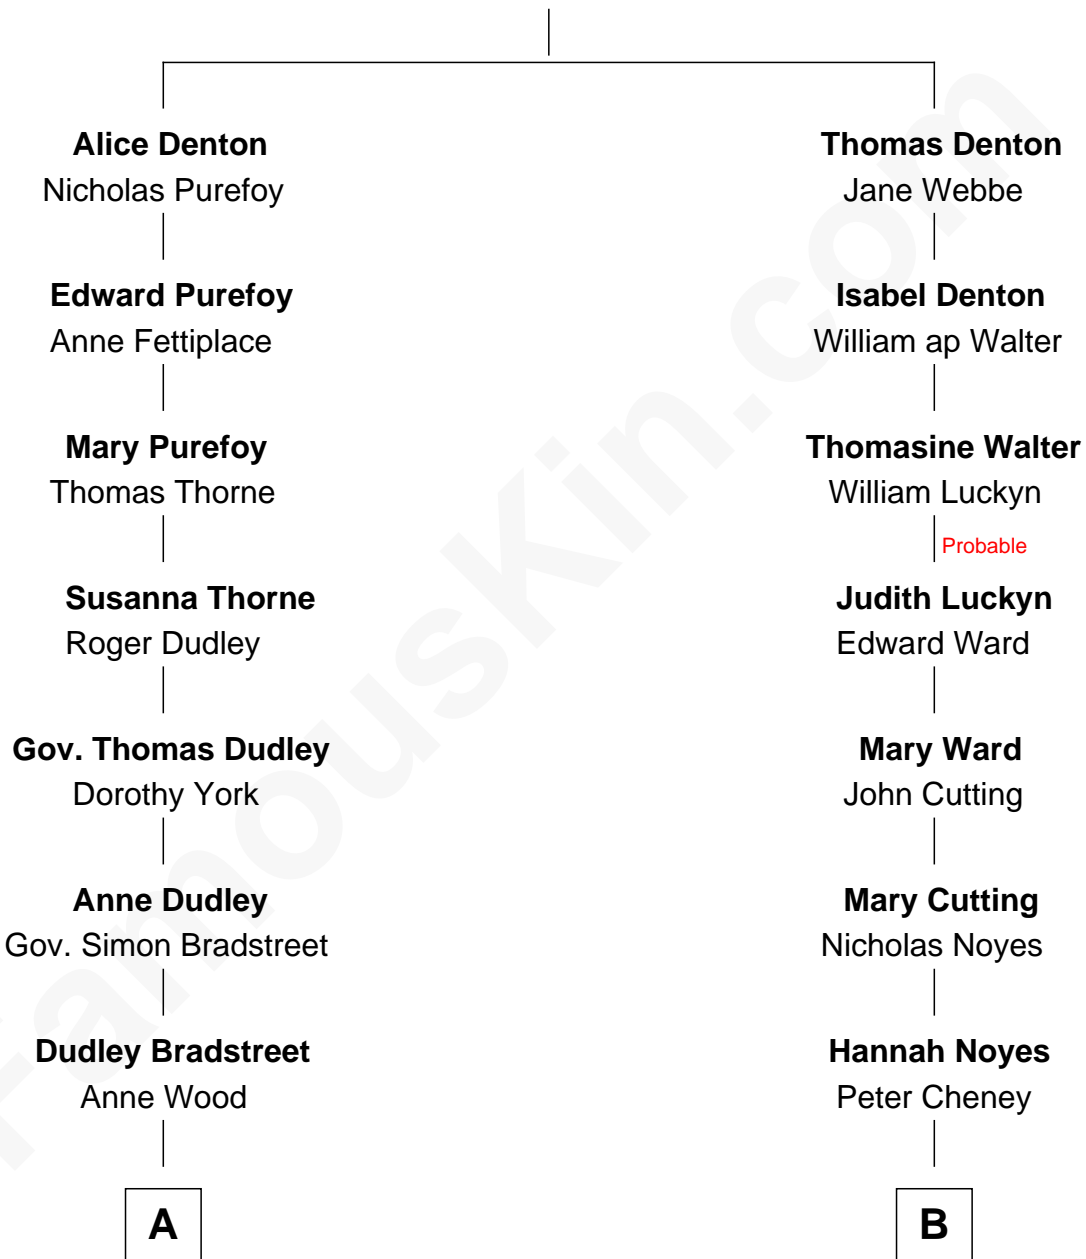 Alice Denton
Nicholas Purefoy
Edward Purefoy
Anne Fettiplace
Mary Purefoy
Thomas Thorne
Susanna Thorne
Roger Dudley
Gov. Thomas Dudley
Dorothy York
Anne Dudley
Gov. Simon Bradstreet
Dudley Bradstreet
Anne Wood
A
Thomas Denton
Jane Webbe
Isabel Denton
William ap Walter
Thomasine Walter
William Luckyn
Probable
Judith Luckyn
Edward Ward
Mary Ward
John Cutting
Mary Cutting
Nicholas Noyes
Hannah Noyes
Peter Cheney
B
FamousKin.com